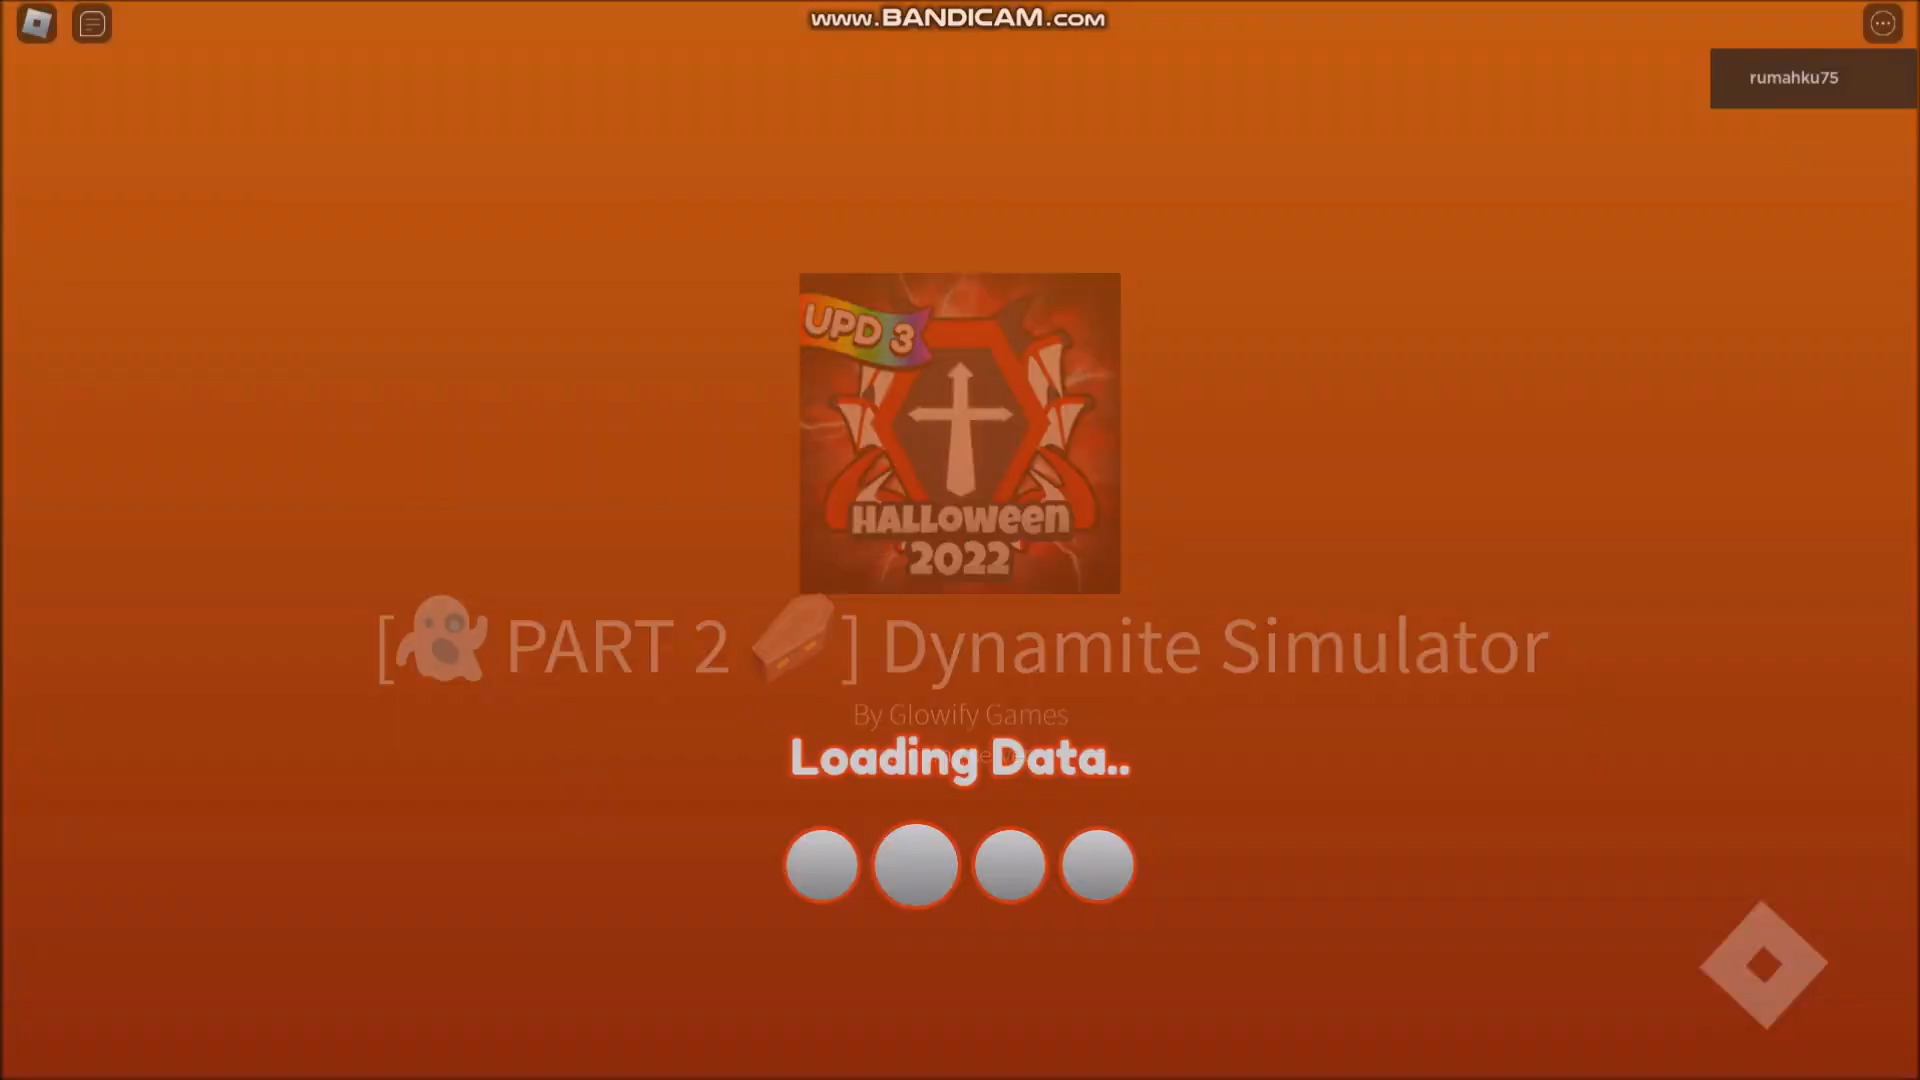 www.BANDICAM.com
rumahku75
UPD 3
HALLOWeen
2022
[👻 PART 2 ⚰️] Dynamite Simulator
By Glowify Games
Loading Data..